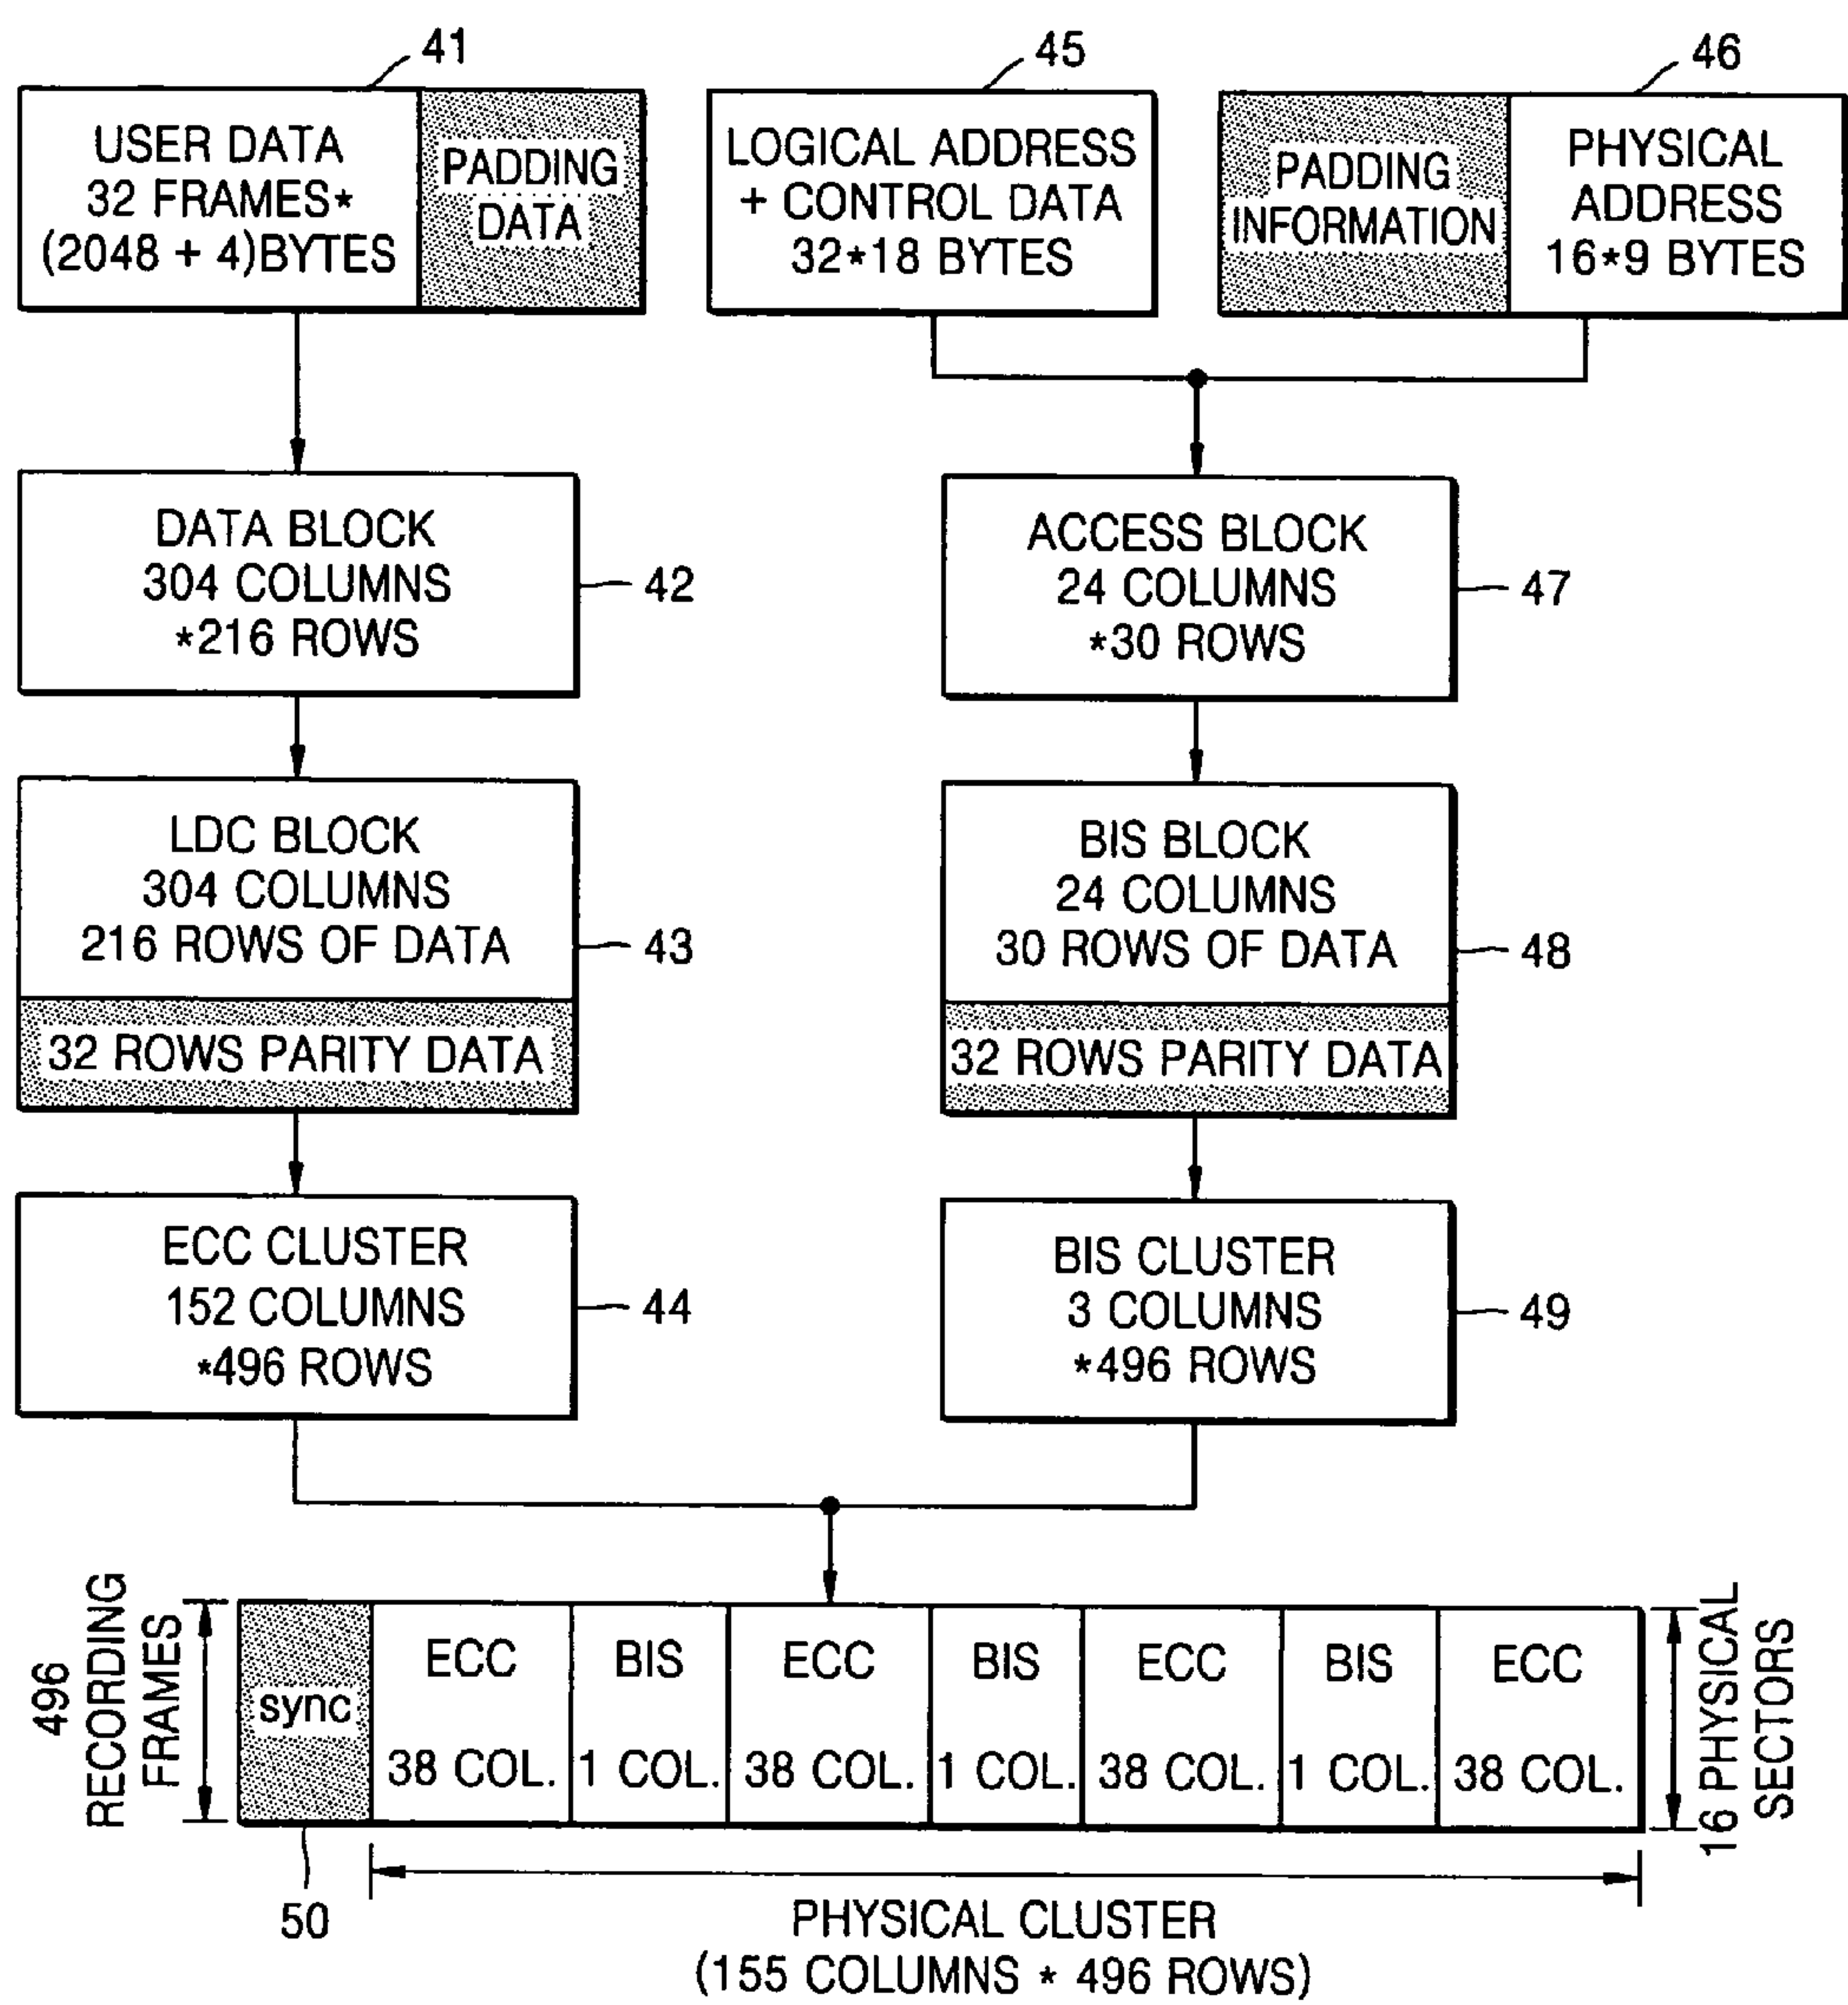 41
USER DATA
32 FRAMES*
(2048 + 4)BYTES
PADDING
DATA
45
LOGICAL ADDRESS
+ CONTROL DATA
32*18 BYTES
46
PADDING
INFORMATION
PHYSICAL
ADDRESS
16*9 BYTES
DATA BLOCK
304 COLUMNS
*216 ROWS
42
ACCESS BLOCK
24 COLUMNS
*30 ROWS
47
LDC BLOCK
304 COLUMNS
216 ROWS OF DATA
43
32 ROWS PARITY DATA
BIS BLOCK
24 COLUMNS
30 ROWS OF DATA
48
32 ROWS PARITY DATA
ECC CLUSTER
152 COLUMNS
*496 ROWS
44
BIS CLUSTER
3 COLUMNS
*496 ROWS
49
496
RECORDING
FRAMES
sync
ECC
38 COL.
BIS
1 COL.
ECC
38 COL.
BIS
1 COL.
ECC
38 COL.
BIS
1 COL.
ECC
38 COL.
16 PHYSICAL
SECTORS
50
PHYSICAL CLUSTER
(155 COLUMNS * 496 ROWS)